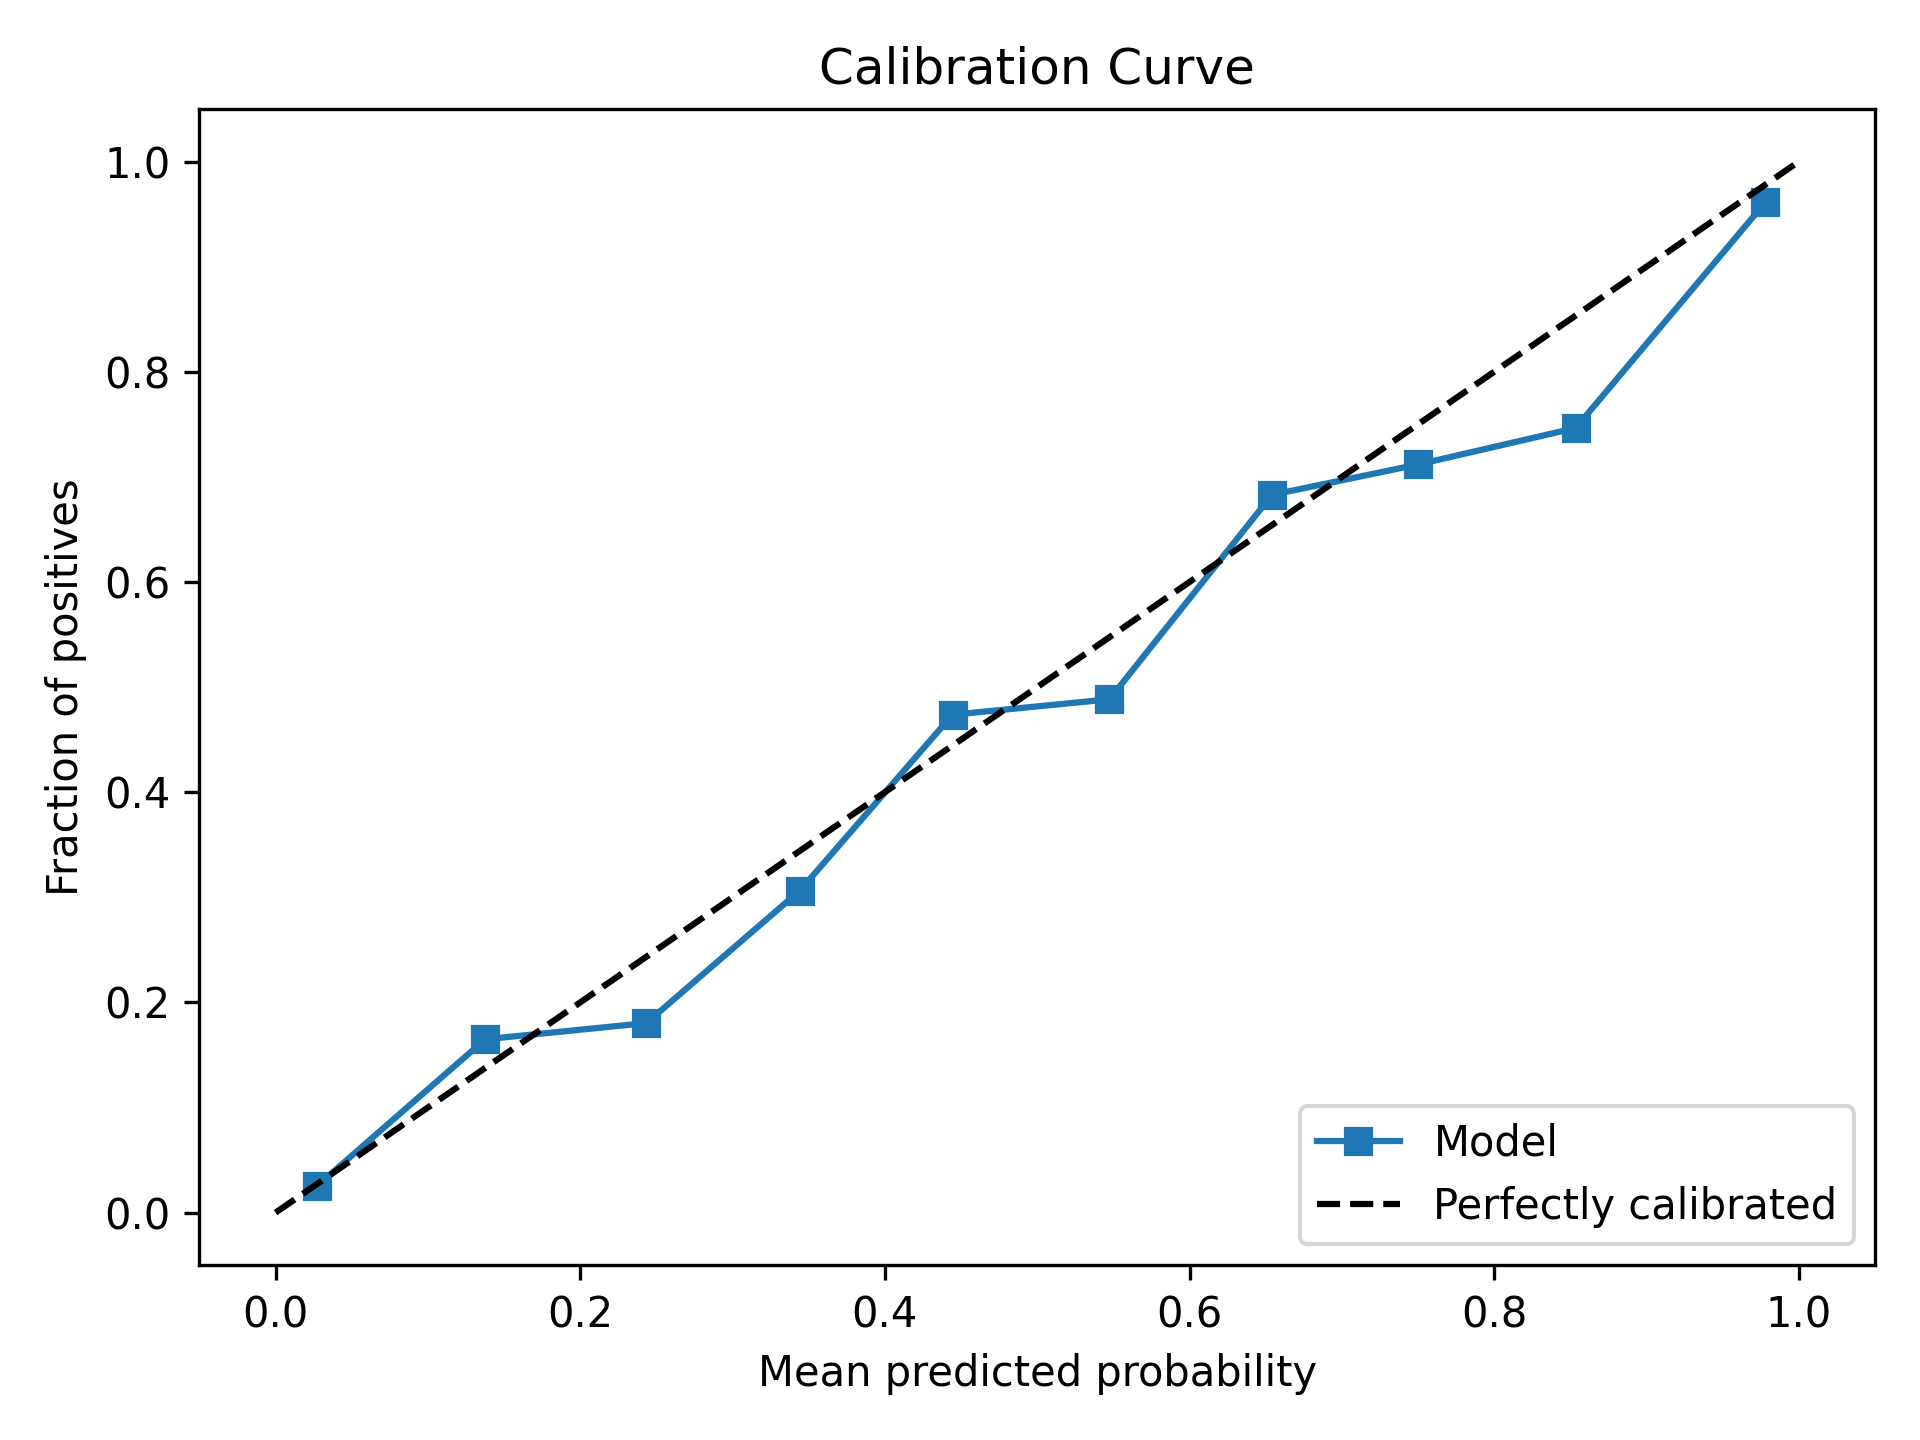 Calibration Curve
1.0
0.8
0.6
0.4
0.2
0.0
Fraction of positives
0.0 0.2 0.4 0.6 0.8 1.0
Mean predicted probability
Model
Perfectly calibrated